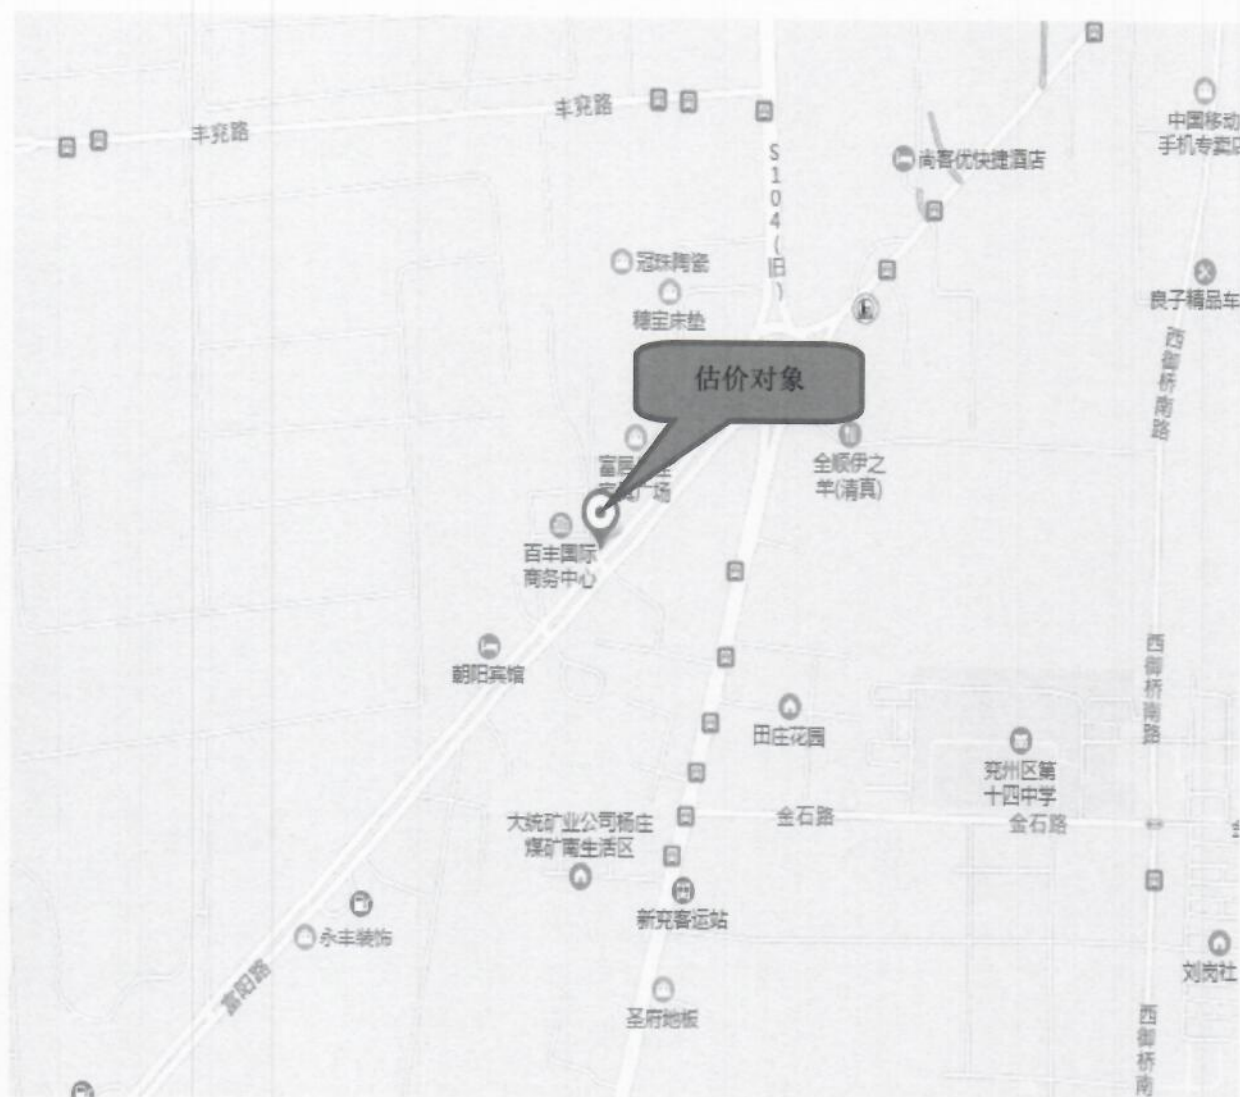 丰兖路
丰兖路
S104(旧)
尚客优快捷酒店
中国移动
手机专卖店
冠珠陶瓷
穗宝床垫
良子精品车
西御桥南路
估价对象
全顺伊之
羊(清真)
广场
百丰国际
商务中心
朝阳宾馆
西御桥南路
田庄花园
兖州区第
十四中学
大统矿业公司杨庄
煤矿南生活区
金石路
金石路
新兖客运站
永丰装饰
富阳路
刘岗社
圣府地板
西御桥南